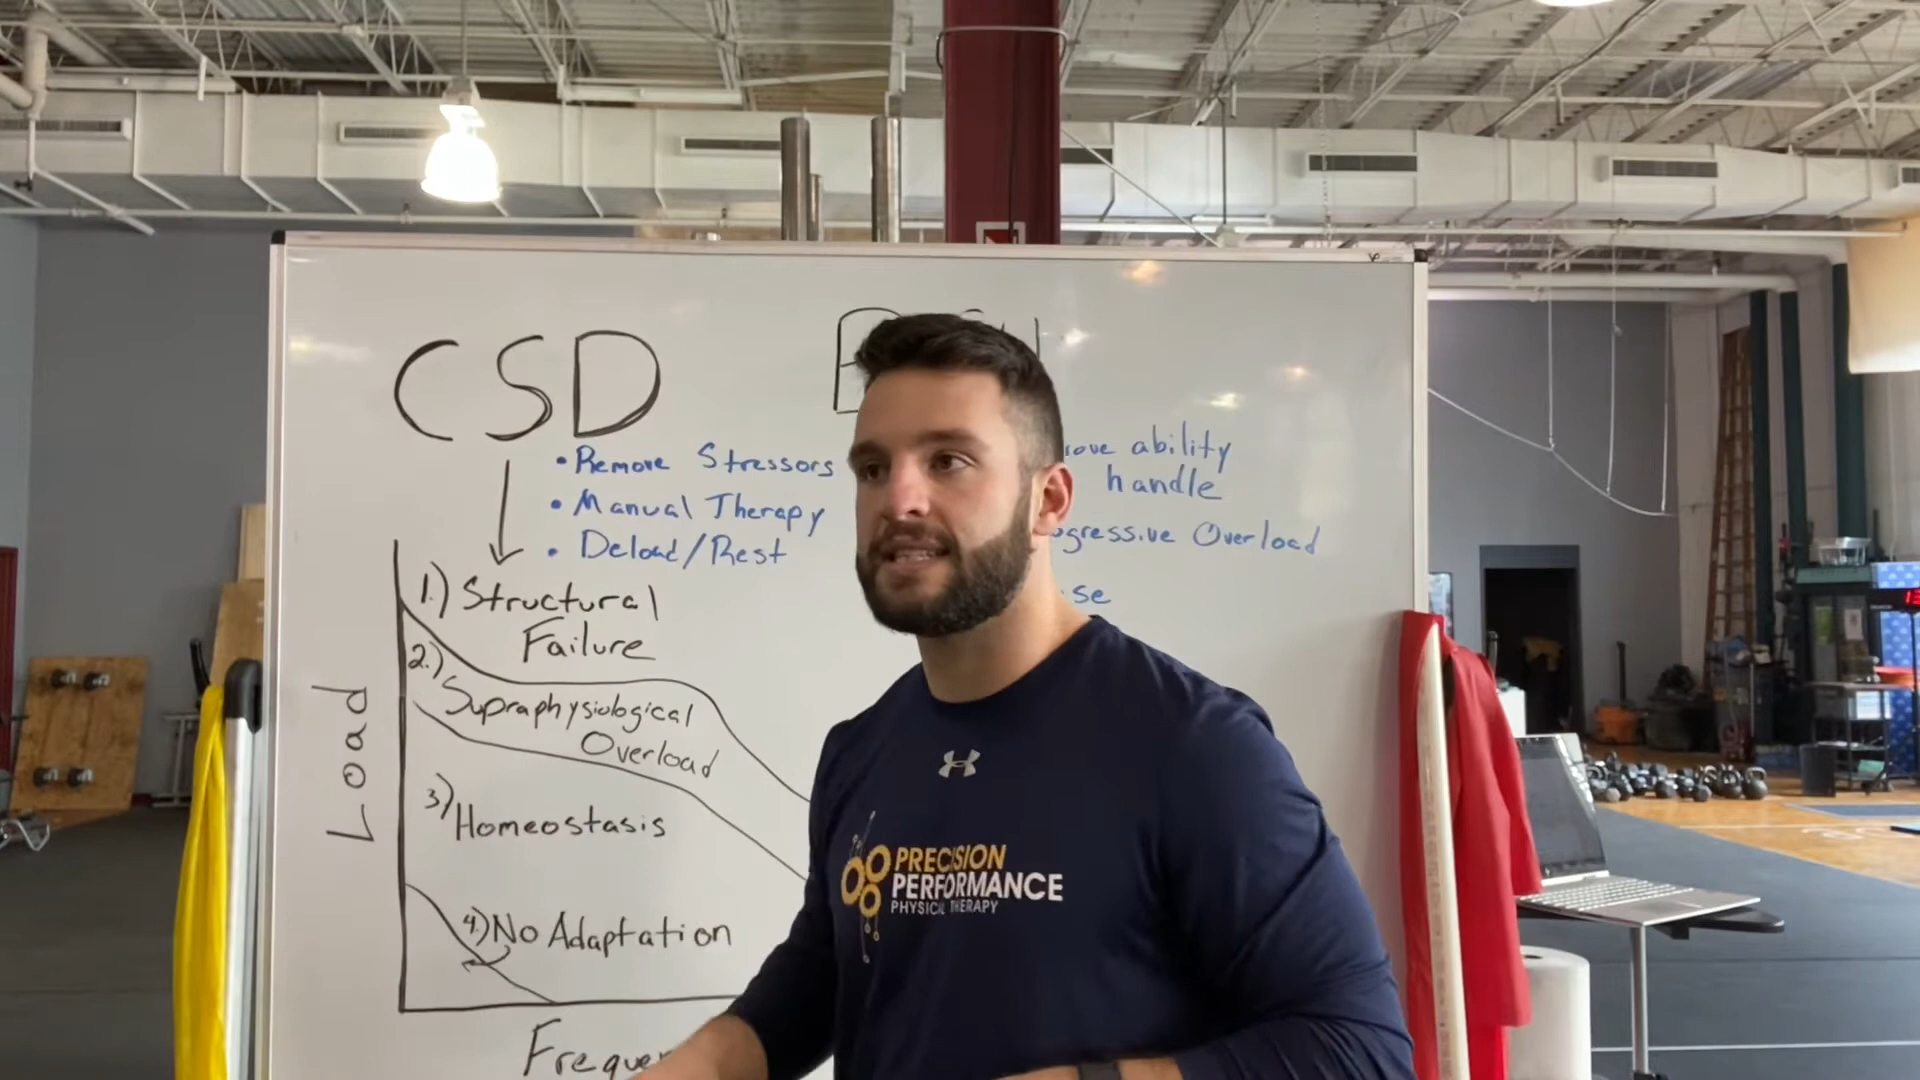 CSD
• Remove Stressors
• Manual Therapy
• Deload/Rest
ability
handle
Overload
1.) Structural
Failure
2.)
Supraphysiological
Overload
3) Homeostasis
4.) No Adaptation
Load
PRECISION
PERFORMANCE
PHYSICAL THERAPY